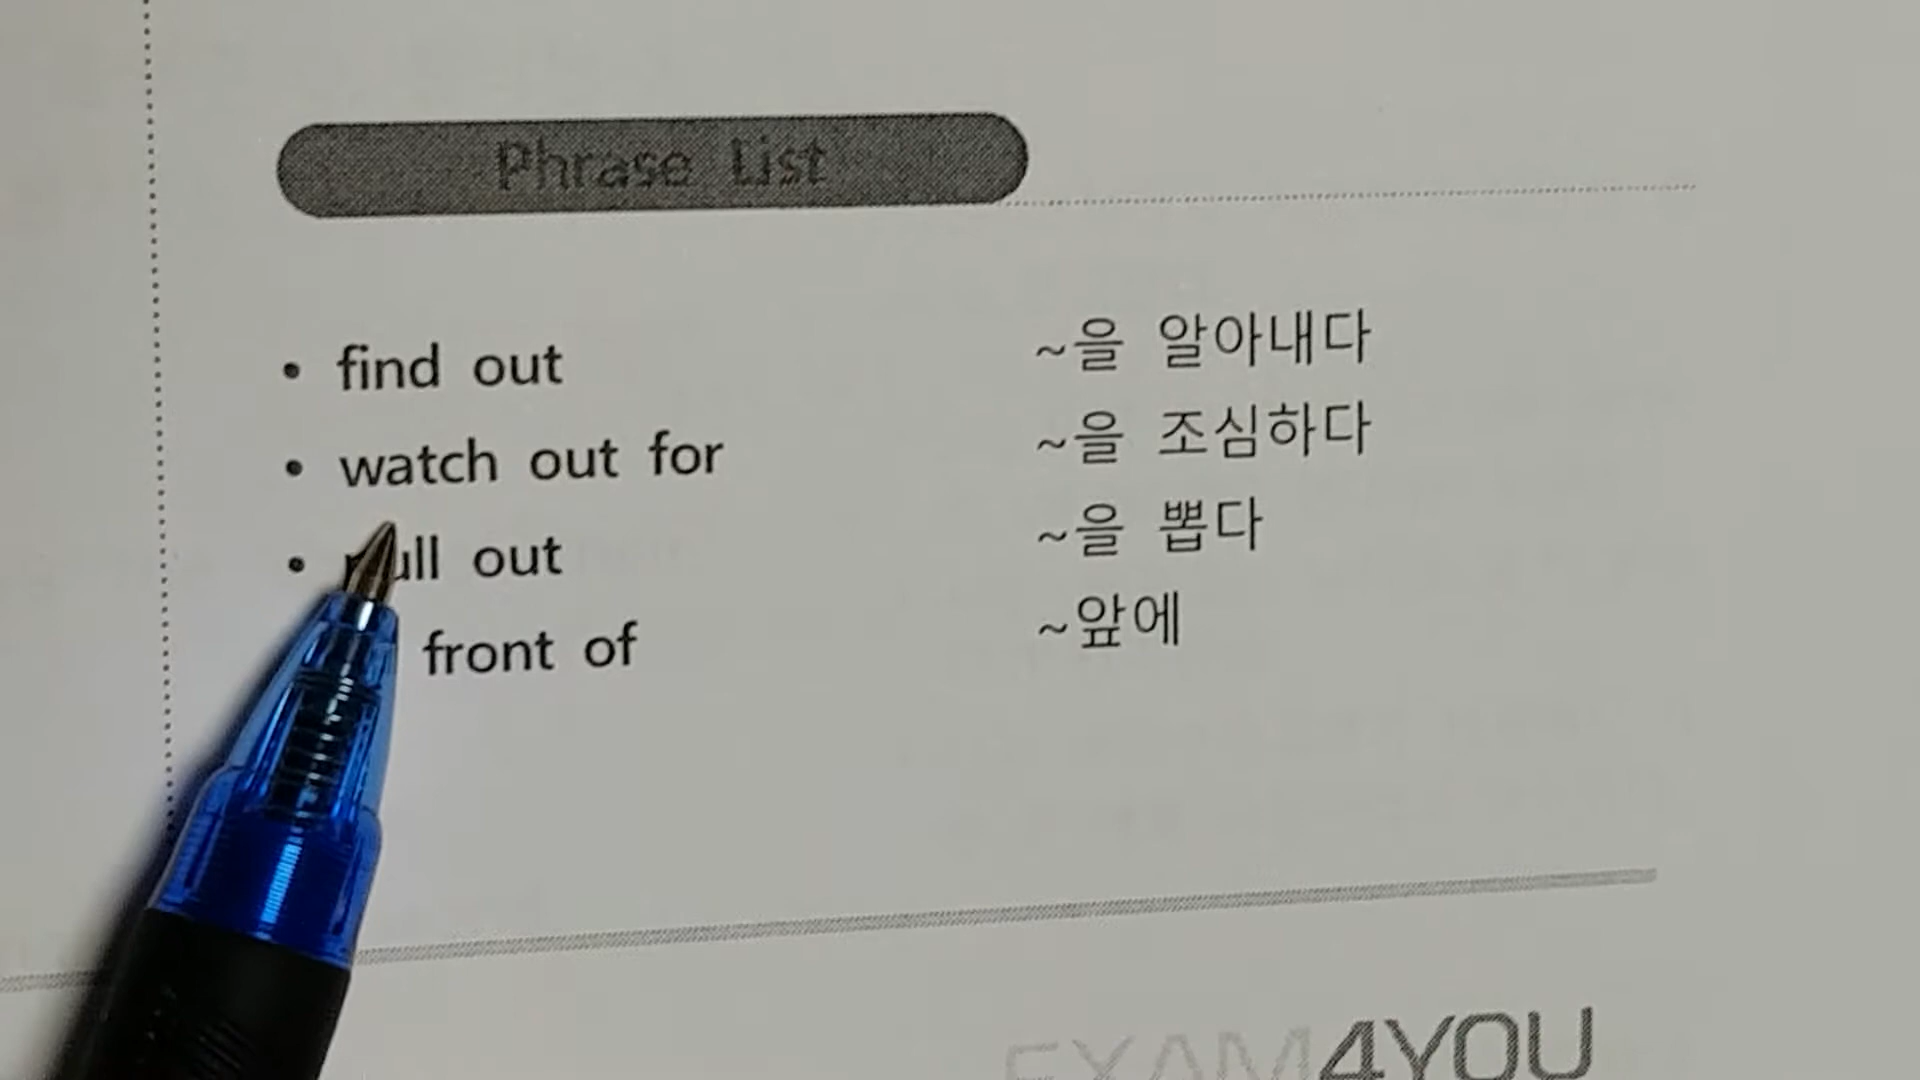 Phrase List
• find out ~을 알아내다
• watch out for ~을 조심하다
• pull out ~을 뽑다
front of ~앞에
EXAM4YOU